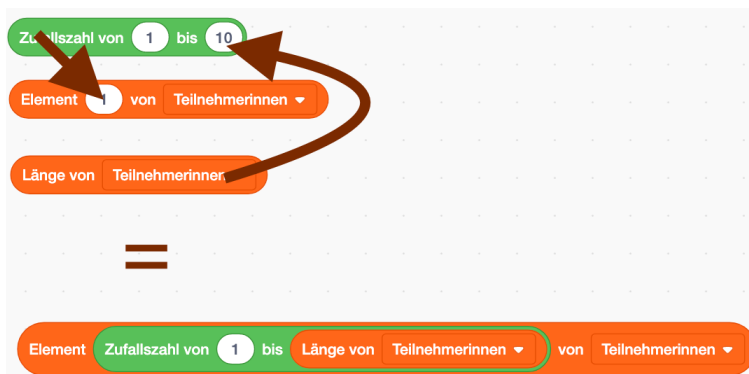 Zufallszahl von 1 bis 10
Element 1 von Teilnehmerinnen
Länge von Teilnehmerinnen
=
Element Zufallszahl von 1 bis Länge von Teilnehmerinnen von Teilnehmerinnen